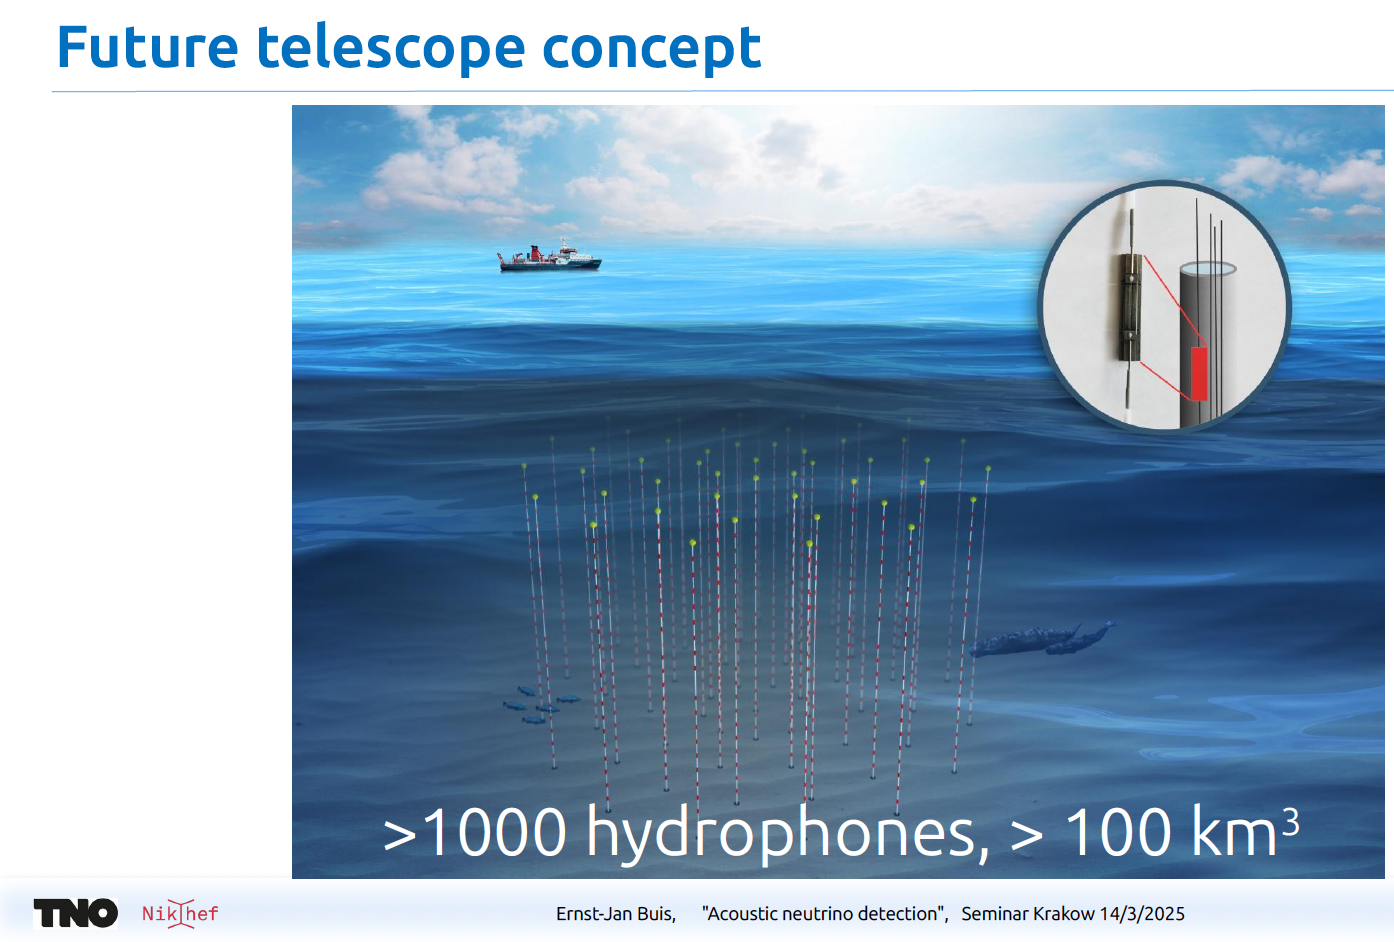 Future telescope concept
>1000 hydrophones, > 100 km³
TNO Nikhef Ernst-Jan Buis, "Acoustic neutrino detection", Seminar Krakow 14/3/2025